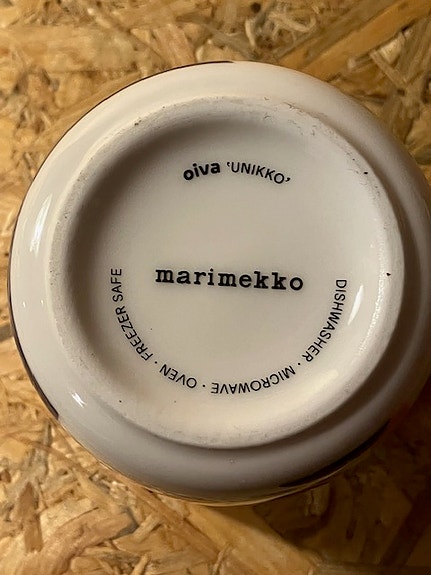 oiva ‘UNIKKO’
marimekko
DISHWASHER · MICROWAVE · OVEN · FREEZER SAFE